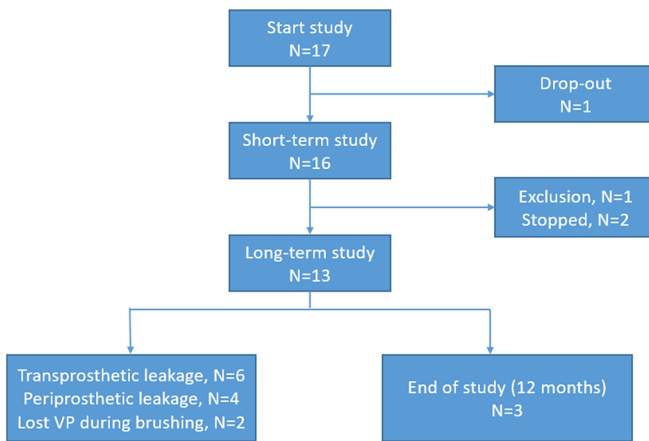 Start study
N=17
Drop-out
N=1
Short-term study
N=16
Exclusion, N=1
Stopped, N=2
Long-term study
N=13
Transprosthetic leakage, N=6
Periprosthetic leakage, N=4
Lost VP during brushing, N=2
End of study (12 months)
N=3